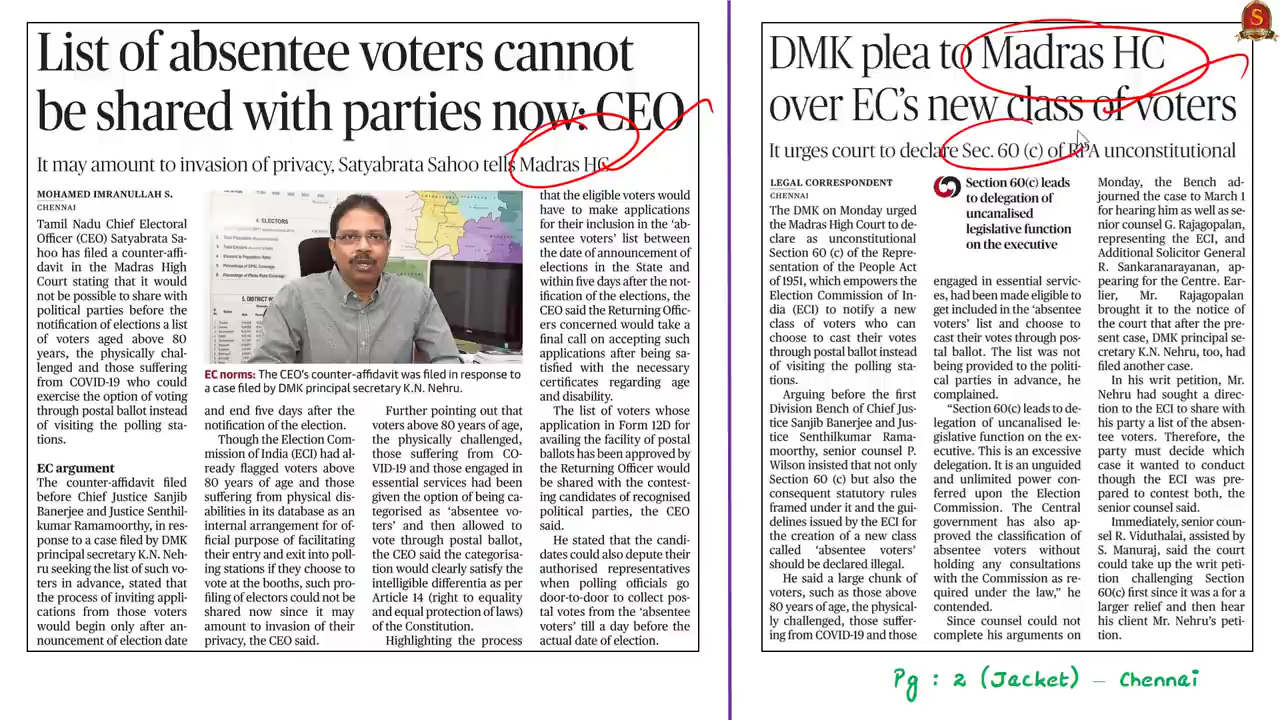 List of absentee voters cannot
be shared with parties now: CEO
It may amount to invasion of privacy, Satyabrata Sahoo tells Madras HC
MOHAMED IMRANULLAH S.
CHENNAI
Tamil Nadu Chief Electoral
Officer (CEO) Satyabrata Sa-
hoo has filed a counter-affi-
davit in the Madras High
Court stating that it would
not be possible to share with
political parties before the
notification of elections a list
of voters aged above 80
years, the physically chal-
lenged and those suffering
from COVID-19 who could
exercise the option of voting
through postal ballot instead
of visiting the polling sta-
tions.
EC argument
The counter-affidavit filed
before Chief Justice Sanjib
Banerjee and Justice Senthil-
kumar Ramamoorthy, in res-
ponse to a case filed by DMK
principal secretary K.N. Neh-
ru seeking the list of such vo-
ters in advance, stated that
the process of inviting appli-
cations from those voters
would begin only after an-
nouncement of election date
4. ELECTORS
5. DISTRICT
EC norms: The CEO's counter-affidavit was filed in response to
a case filed by DMK principal secretary K.N. Nehru.
and end five days after the
notification of the election.
Though the Election Com-
mission of India (ECI) had al-
ready flagged voters above
80 years of age and those
suffering from physical dis-
abilities in its database as an
internal arrangement for of-
ficial purpose of facilitating
their entry and exit into poll-
ing stations if they choose to
vote at the booths, such pro-
filing of electors could not be
shared now since it may
amount to invasion of their
privacy, the CEO said.
Further pointing out that
voters above 80 years of age,
the physically challenged,
those suffering from CO-
VID-19 and those engaged in
essential services had been
given the option of being ca-
tegorised as 'absentee vo-
ters' and then allowed to
vote through postal ballot,
the CEO said the categorisa-
tion would clearly satisfy the
intelligible differentia as per
Article 14 (right to equality
and equal protection of laws)
of the Constitution.
Highlighting the process
that the eligible voters would
have to make applications
for their inclusion in the 'ab-
sentee voters' list between
the date of announcement of
elections in the State and
within five days after the not-
ification of the elections, the
CEO said the Returning Offic-
ers concerned would take a
final call on accepting such
applications after being sa-
tisfied with the necessary
certificates regarding age
and disability.
The list of voters whose
application in Form 12D for
availing the facility of postal
ballots has been approved by
the Returning Officer would
be shared with the contest-
ing candidates of recognised
political parties, the CEO
said.
He stated that the candi-
dates could also depute their
authorised representatives
when polling officials go
door-to-door to collect pos-
tal votes from the 'absentee
voters' till a day before the
actual date of election.
DMK plea to Madras HC
over EC's new class of voters
It urges court to declare Sec. 60 (c) of RPA unconstitutional
LEGAL CORRESPONDENT
CHENNAI
The DMK on Monday urged
the Madras High Court to de-
clare as unconstitutional
Section 60 (c) of the Repre-
sentation of the People Act
of 1951, which empowers the
Election Commission of In-
dia (ECI) to notify a new
class of voters who can
choose to cast their votes
through postal ballot instead
of visiting the polling sta-
tions.
Arguing before the first
Division Bench of Chief Jus-
tice Sanjib Banerjee and Jus-
tice Senthilkumar Rama-
moorthy, senior counsel P.
Wilson insisted that not only
Section 60 (c) but also the
consequent statutory rules
framed under it and the gui-
delines issued by the ECI for
the creation of a new class
called 'absentee voters'
should be declared illegal.
He said a large chunk of
voters, such as those above
80 years of age, the physical-
ly challenged, those suffer-
ing from COVID-19 and those
Section 60(c) leads
to delegation of
uncanalised
legislative function
on the executive
engaged in essential servic-
es, had been made eligible to
get included in the 'absentee
voters' list and choose to
cast their votes through pos-
tal ballot. The list was not
being provided to the politi-
cal parties in advance, he
complained.
"Section 60(c) leads to de-
legation of uncanalised le-
gislative function on the ex-
ecutive. This is an excessive
delegation. It is an unguided
and unlimited power con-
ferred upon the Election
Commission. The Central
government has also ap-
proved the classification of
absentee voters without
holding any consultations
with the Commission as re-
quired under the law," he
contended.
Since counsel could not
complete his arguments on
Monday, the Bench ad-
journed the case to March 1
for hearing him as well as se-
nior counsel G. Rajagopalan,
representing the ECI, and
Additional Solicitor General
R. Sankaranarayanan, ap-
pearing for the Centre. Ear-
lier, Mr. Rajagopalan
brought it to the notice of
the court that after the pre-
sent case, DMK principal se-
cretary K.N. Nehru, too, had
filed another case.
In his writ petition, Mr.
Nehru had sought a direc-
tion to the ECI to share with
his party a list of the absen-
tee voters. Therefore, the
party must decide which
case it wanted to conduct
though the ECI was pre-
pared to contest both, the
senior counsel said.
Immediately, senior coun-
sel R. Viduthalai, assisted by
S. Manuraj, said the court
could take up the writ peti-
tion challenging Section
60(c) first since it was a for a
larger relief and then hear
his client Mr. Nehru's peti-
tion.
Pg : 2 (Jacket) – Chennai